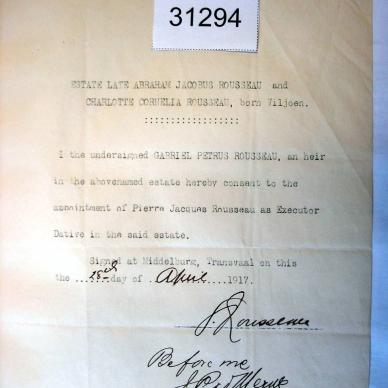 31294
ESTATE LATE ABRAHAM JACOBUS ROUSSEAU and
CHARLOTTE CORNELIA ROUSSEAU, born Viljoen.
::::::::::::::::::
I the undersigned GABRIEL PETRUS ROUSSEAU, an heir
in the abovenamed estate hereby consent to the
appointment of Pierre Jacques Rousseau as Executor
Dative in the said estate.
Signed at Middelburg, Transvaal on this
the 28th day of April 1917.
Rousseau
Before me